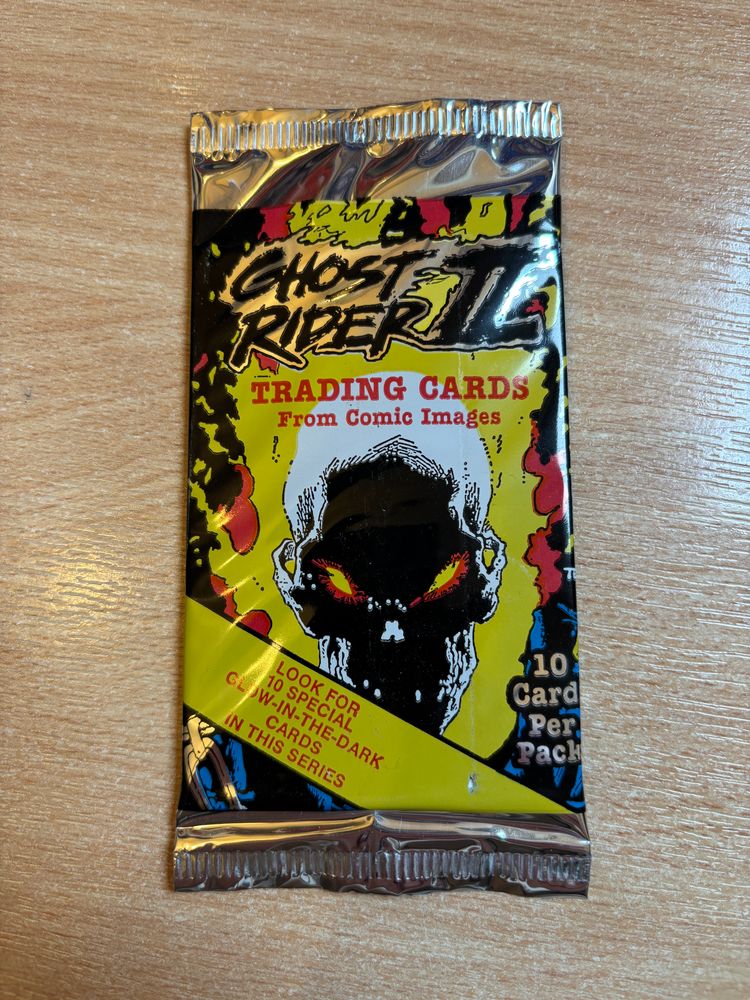 GHOST
RIDER II
TRADING CARDS
From Comic Images
LOOK FOR
10 SPECIAL
GLOW-IN-THE-DARK
CARDS
IN THIS SERIES
10
Card
Per
Pack